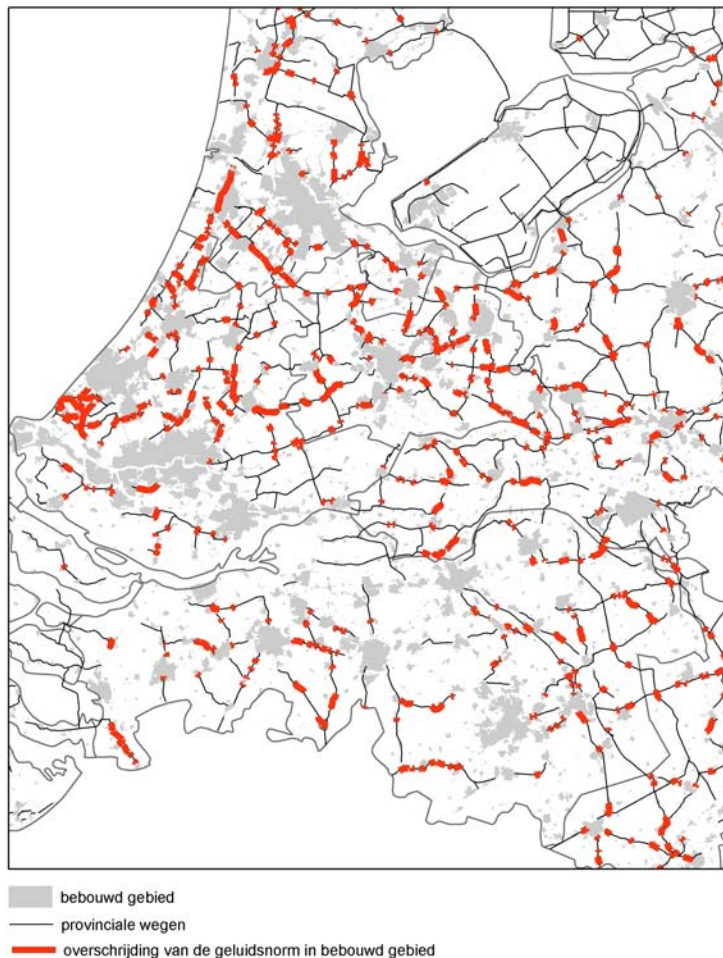 bebouwd gebied
provinciale wegen
overschrijding van de geluidsnorm in bebouwd gebied